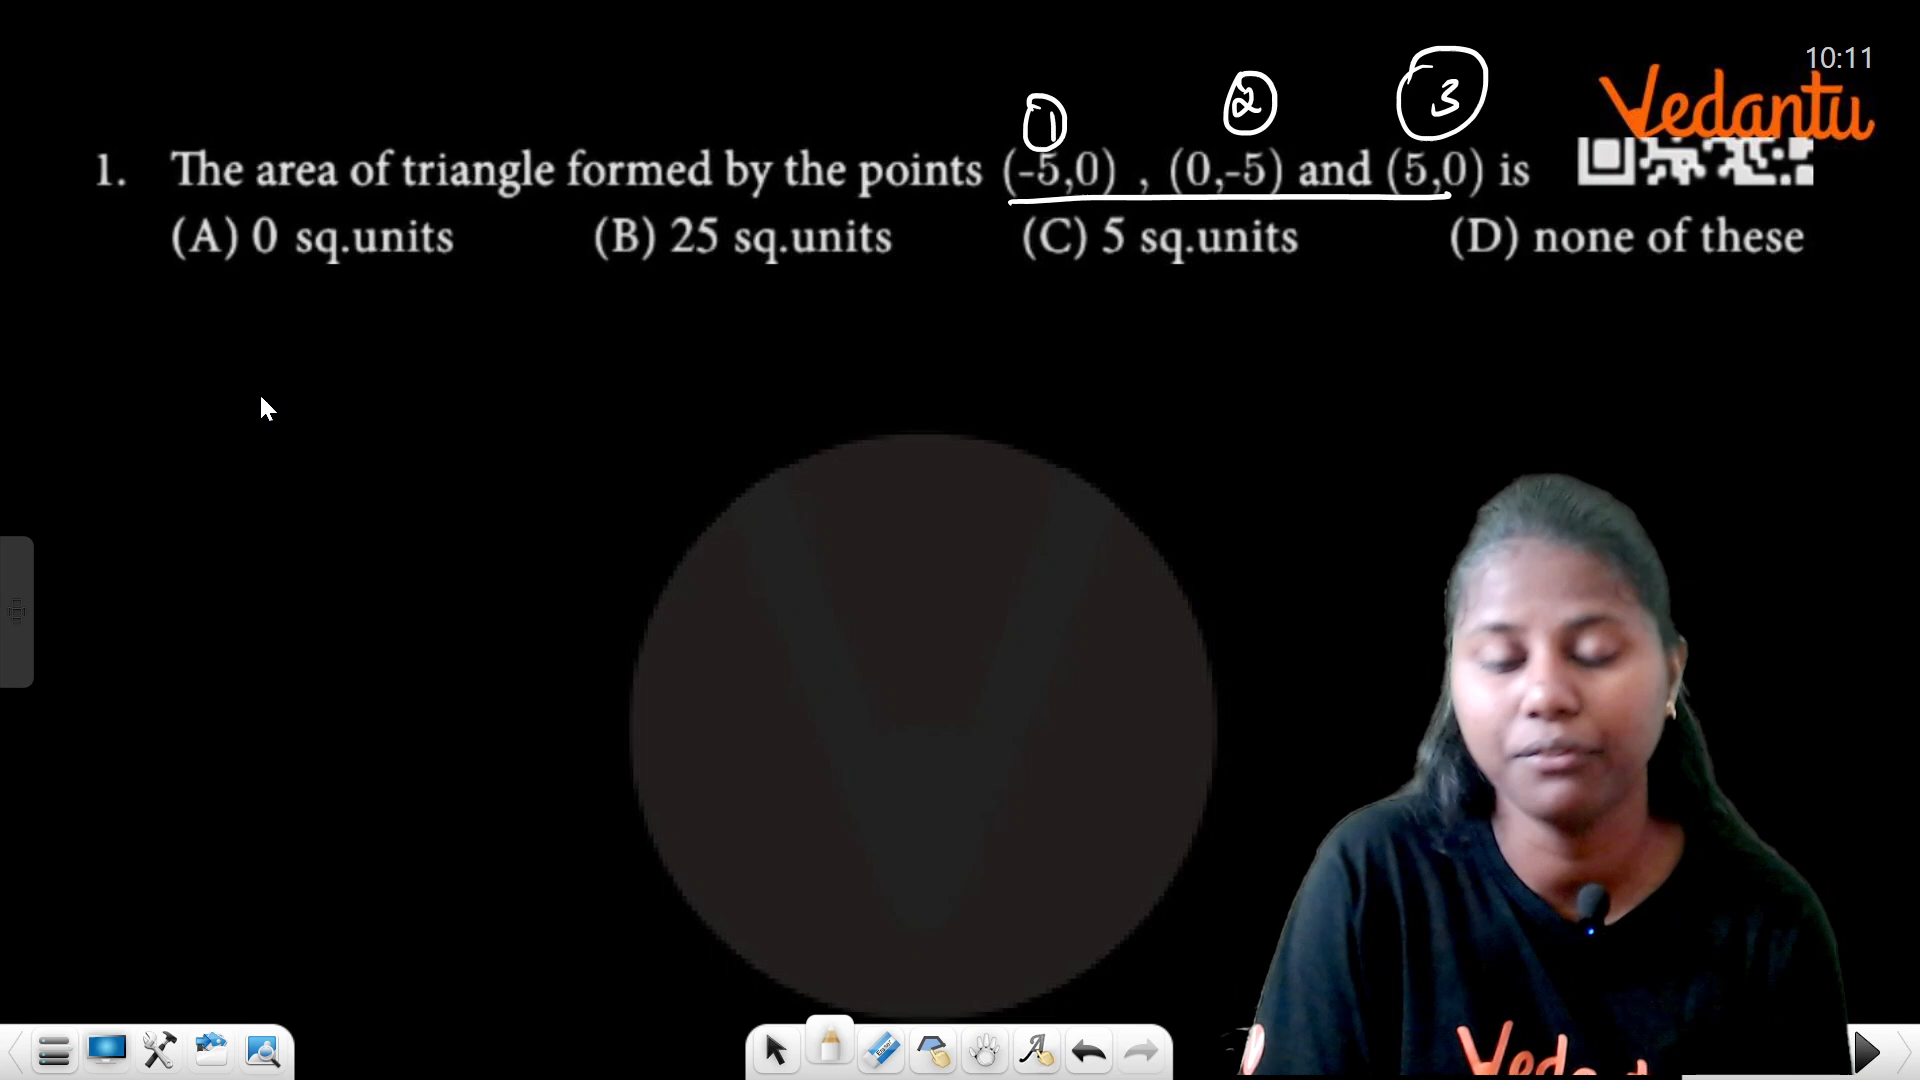 10:11
Vedantu
① ② ③
1. The area of triangle formed by the points (-5,0) , (0,-5) and (5,0) is
(A) 0 sq.units (B) 25 sq.units (C) 5 sq.units (D) none of these